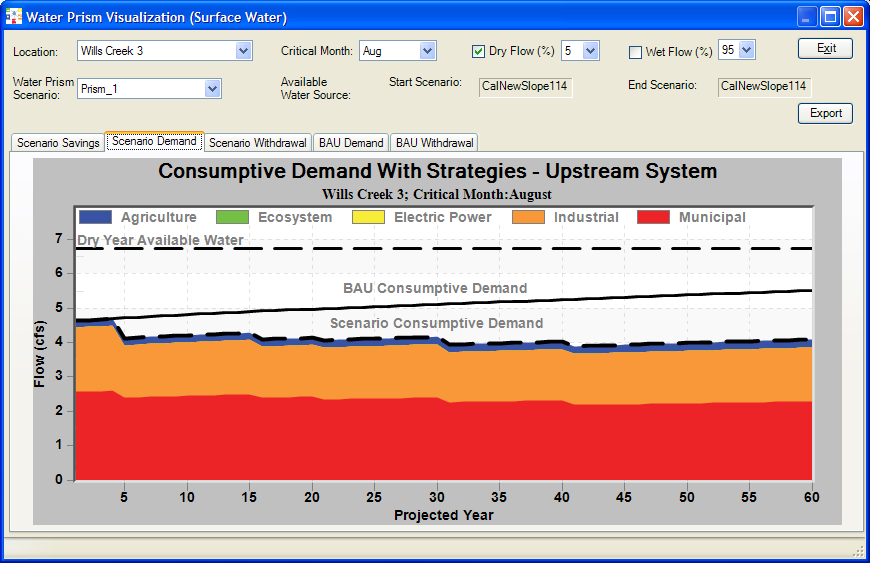 Water Prism Visualization (Surface Water)
Location: Wills Creek 3 Critical Month: Aug Dry Flow (%) 5 Wet Flow (%) 95 Exit
Water Prism Scenario: Prism_1 Available Water Source: Start Scenario: CalNewSlope114 End Scenario: CalNewSlope114
Export
Scenario Savings Scenario Demand Scenario Withdrawal BAU Demand BAU Withdrawal
Consumptive Demand With Strategies - Upstream System
Wills Creek 3; Critical Month:August
Agriculture Ecosystem Electric Power Industrial Municipal
7
Dry Year Available Water
6
BAU Consumptive Demand
5
Scenario Consumptive Demand
4
3
2
1
0
Flow (cfs)
5 10 15 20 25 30 35 40 45 50 55 60
Projected Year